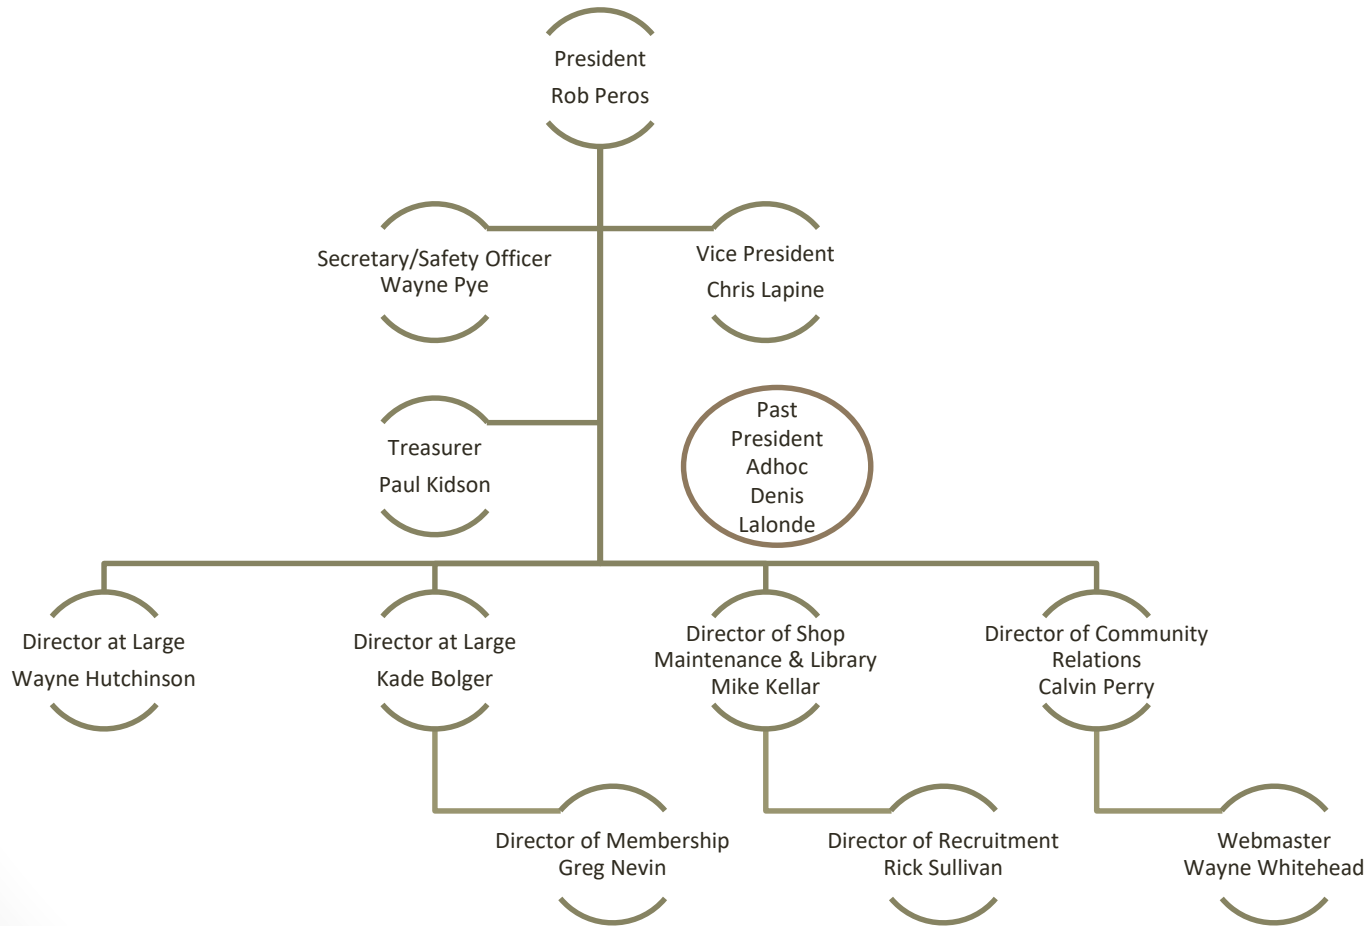 President
Rob Peros
Secretary/Safety Officer
Wayne Pye
Vice President
Chris Lapine
Treasurer
Paul Kidson
Past
President
Adhoc
Denis
Lalonde
Director at Large
Wayne Hutchinson
Director at Large
Kade Bolger
Director of Shop
Maintenance & Library
Mike Kellar
Director of Community
Relations
Calvin Perry
Director of Membership
Greg Nevin
Director of Recruitment
Rick Sullivan
Webmaster
Wayne Whitehead